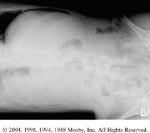 © 2004, 1998, 1994, 1988 Mosby, Inc. All Rights Reserved.